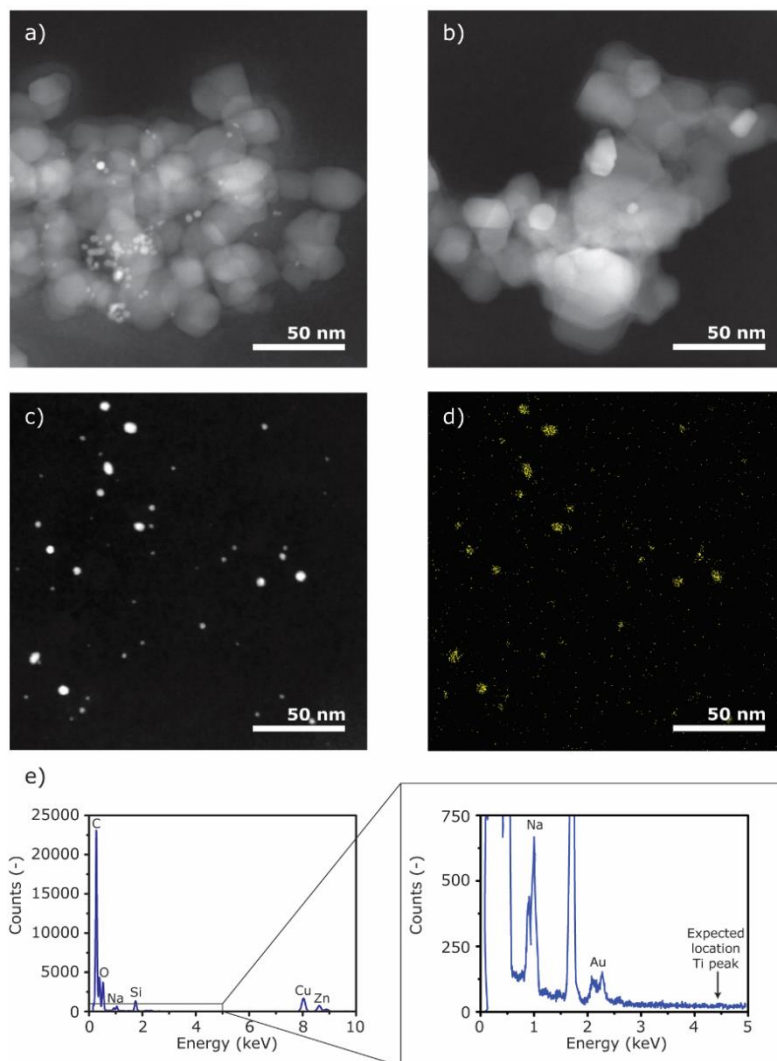 a)
b)
50 nm
50 nm
c)
d)
50 nm
50 nm
e)
25000
20000
15000
10000
5000
0
Counts (-)
C
O
Na
Si
Cu
Zn
0 2 4 6 8 10
Energy (keV)
750
500
250
0
Counts (-)
Na
Au
Expected
location
Ti peak
0 1 2 3 4 5
Energy (keV)